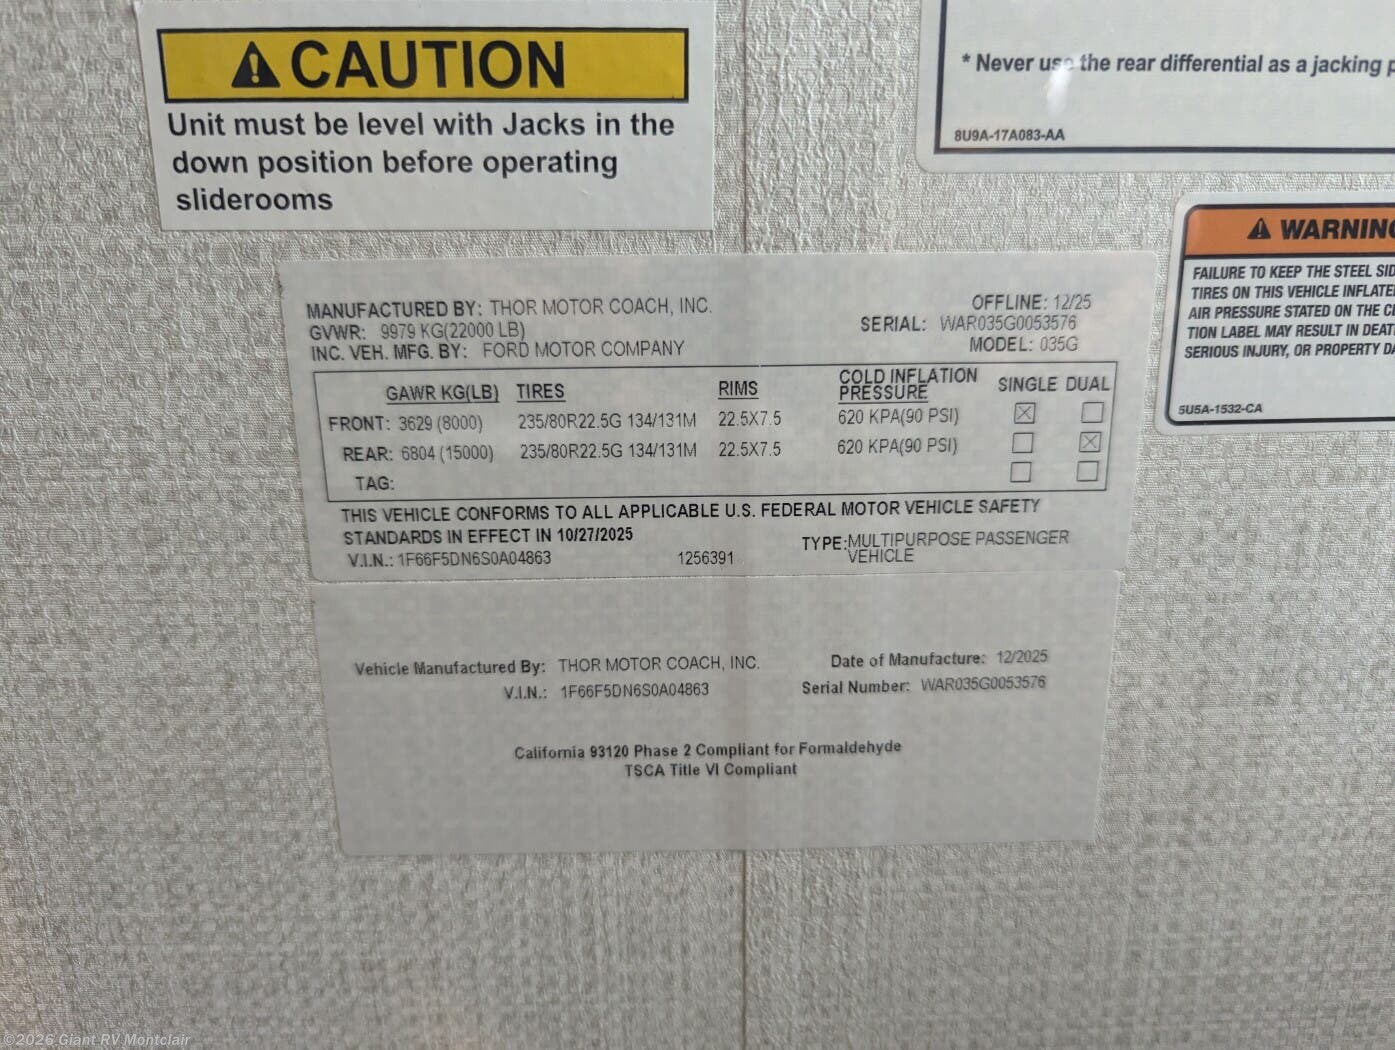 CAUTION
Unit must be level with Jacks in the
down position before operating
sliderooms
* Never use the rear differential as a jacking
8U9A-17A083-AA
WARNING
FAILURE TO KEEP THE STEEL
TIRES ON THIS VEHICLE
AIR PRESSURE STATED ON THE
TION LABEL MAY RESULT IN
SERIOUS INJURY, OR PROPERTY
5U5A-1532-CA
MANUFACTURED BY: THOR MOTOR COACH, INC.
OFFLINE: 12/25
GVWR: 9979 KG(22000 LB)
SERIAL: WAR035G0053576
INC. VEH. MFG. BY: FORD MOTOR COMPANY
MODEL: 035G
GAWR KG(LB) TIRES RIMS COLD INFLATION PRESSURE SINGLE DUAL
FRONT: 3629 (8000) 235/80R22.5G 134/131M 22.5X7.5 620 KPA(90 PSI) ☒ ☐
REAR: 6804 (15000) 235/80R22.5G 134/131M 22.5X7.5 620 KPA(90 PSI) ☐ ☒
TAG: ☐ ☐
THIS VEHICLE CONFORMS TO ALL APPLICABLE U.S. FEDERAL MOTOR VEHICLE SAFETY
STANDARDS IN EFFECT IN 10/27/2025
TYPE: MULTIPURPOSE PASSENGER
VEHICLE
V.I.N.: 1F66F5DN6S0A04863 1256391
Vehicle Manufactured By: THOR MOTOR COACH, INC. Date of Manufacture: 12/2025
V.I.N.: 1F66F5DN6S0A04863 Serial Number: WAR035G0053576
California 93120 Phase 2 Compliant for Formaldehyde
TSCA Title VI Compliant
©2026 Giant RV Montclair